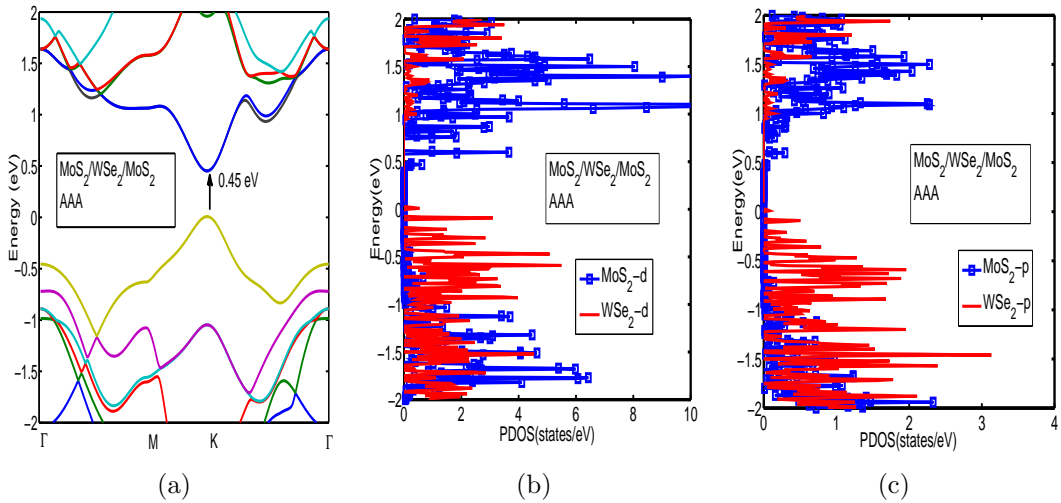 2
1.5
1
0.5
0
−0.5
−1
−1.5
−2
Energy (eV)
MoS2/WSe2/MoS2
AAA
0.45 eV
Γ
M
K
Γ
(a)
2
1.5
1
0.5
0
−0.5
−1
−1.5
−2
Energy(eV)
MoS2/WSe2/MoS2
AAA
MoS2−d
WSe2−d
0
2
4
6
8
10
PDOS(states/eV)
(b)
2
1.5
1
0.5
0
−0.5
−1
−1.5
−2
Energy(eV)
MoS2/WSe2/MoS2
AAA
MoS2−p
WSe2−p
0
1
2
3
4
PDOS(states/eV)
(c)